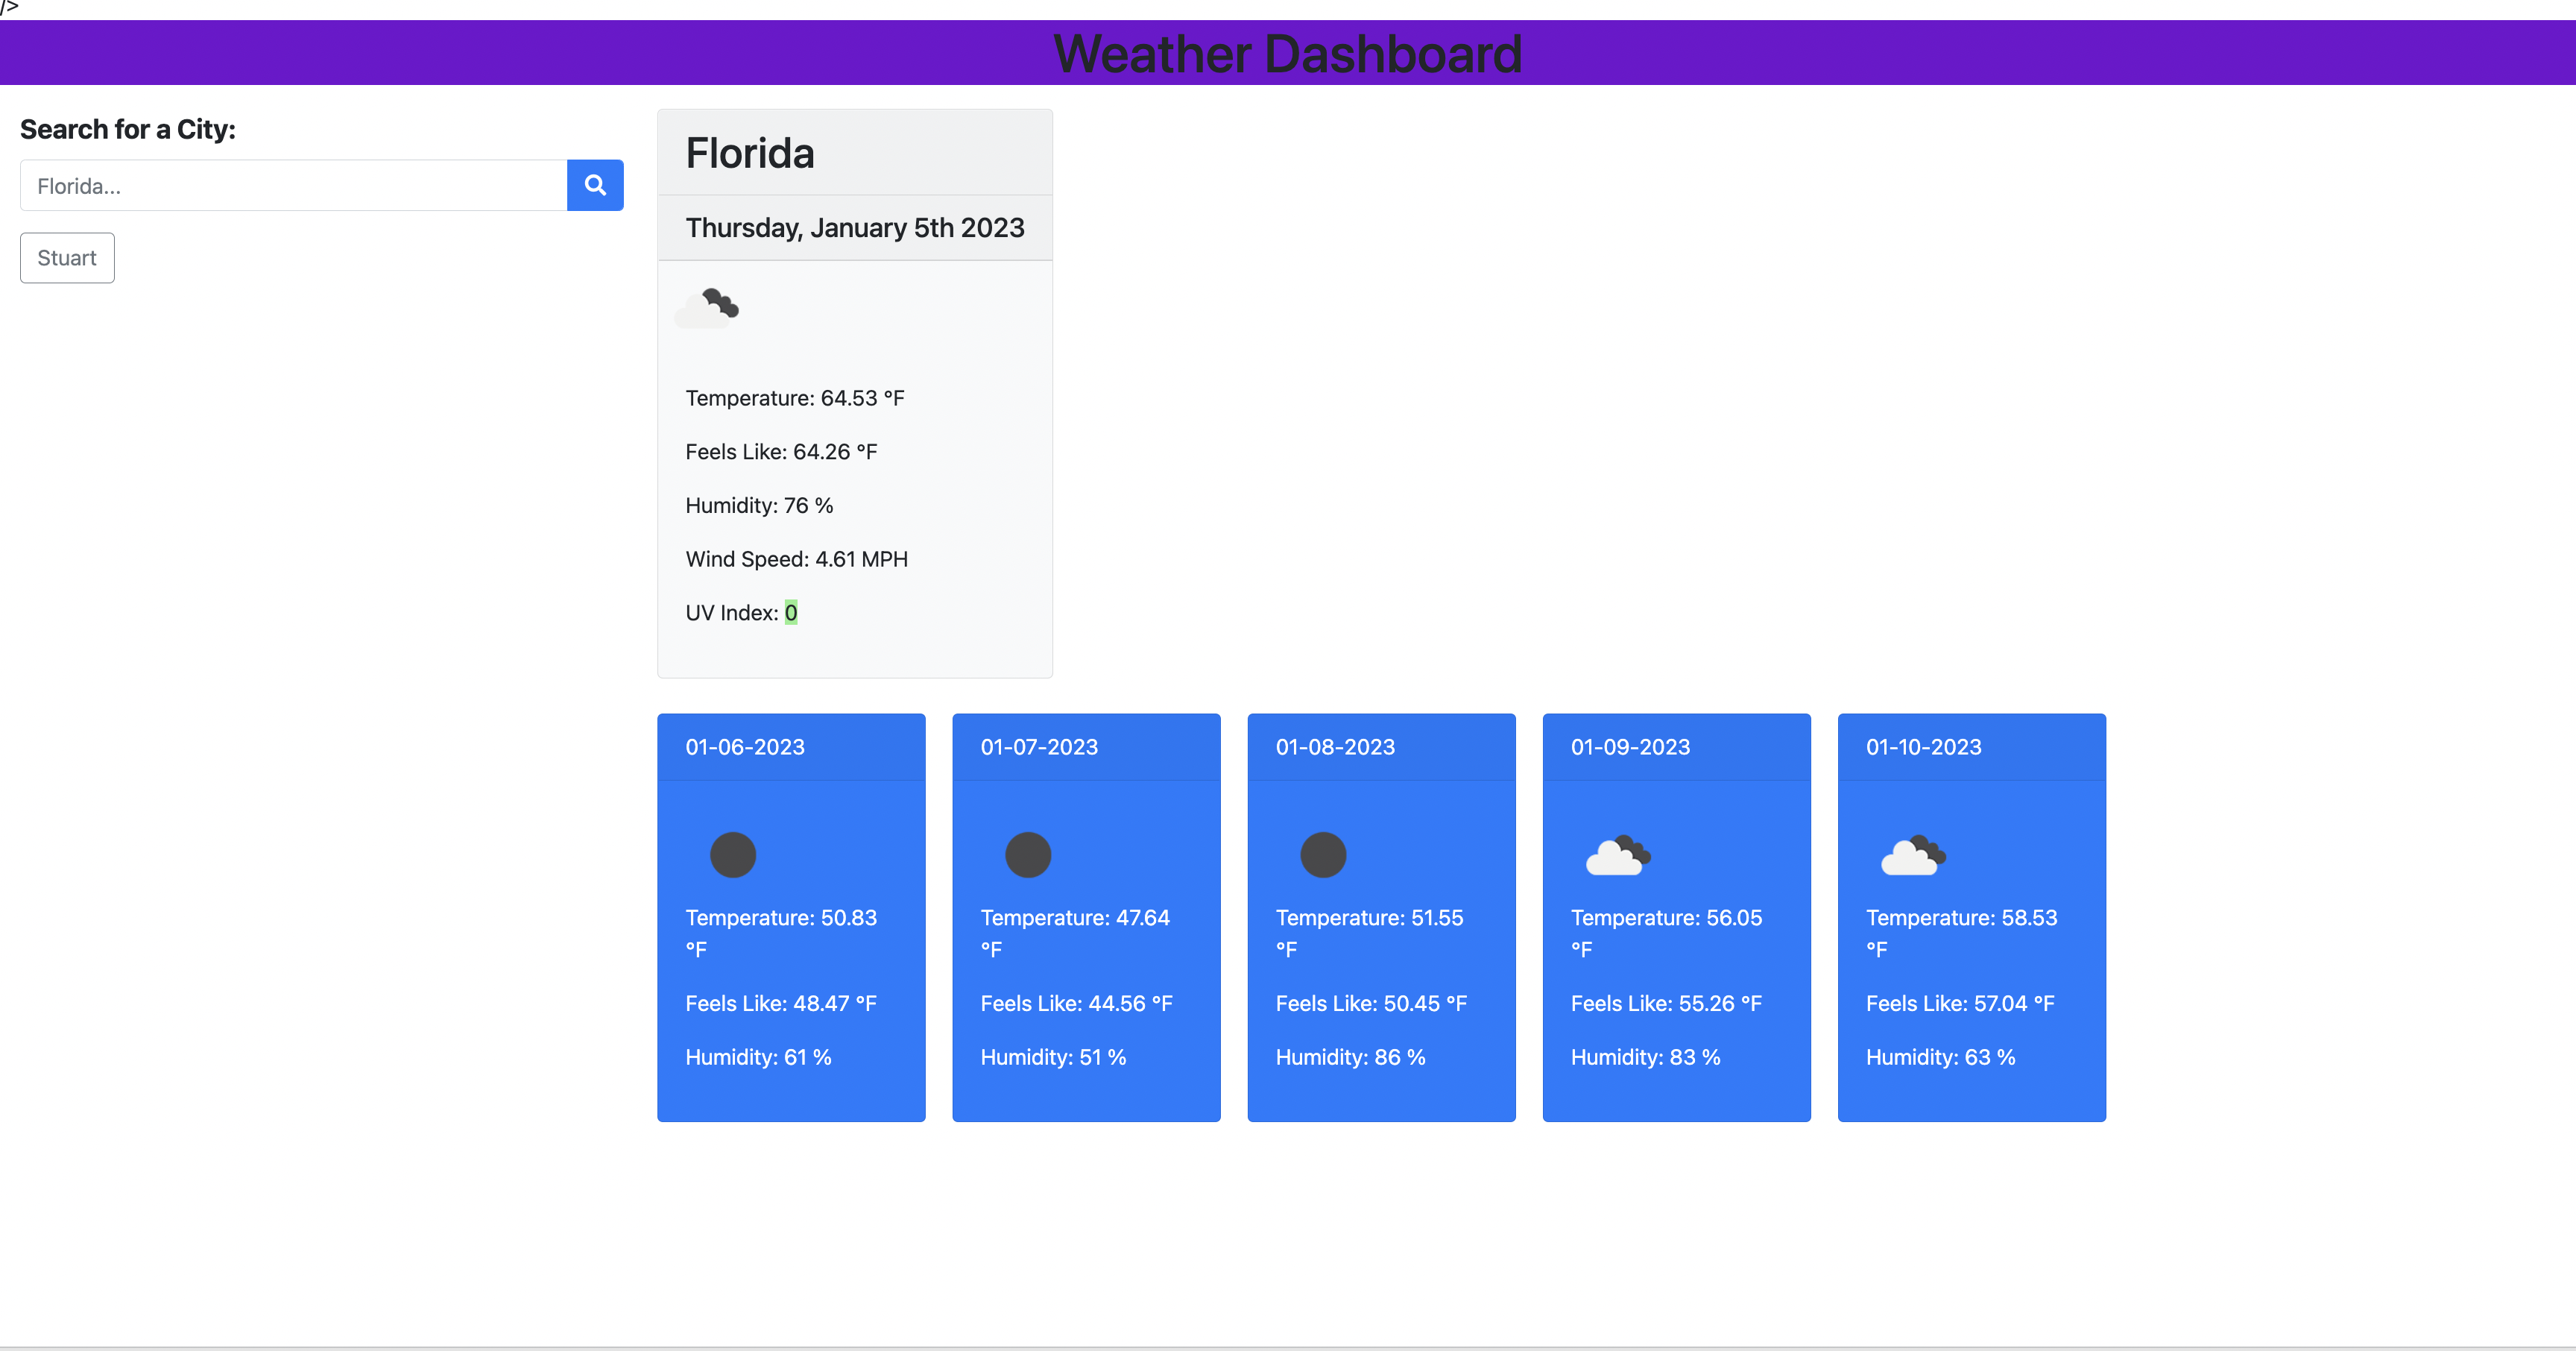 />
Weather Dashboard
Search for a City:
Florida...
Stuart
Florida
Thursday, January 5th 2023
Temperature: 64.53 °F
Feels Like: 64.26 °F
Humidity: 76 %
Wind Speed: 4.61 MPH
UV Index: 0
01-06-2023
Temperature: 50.83
°F
Feels Like: 48.47 °F
Humidity: 61 %
01-07-2023
Temperature: 47.64
°F
Feels Like: 44.56 °F
Humidity: 51 %
01-08-2023
Temperature: 51.55
°F
Feels Like: 50.45 °F
Humidity: 86 %
01-09-2023
Temperature: 56.05
°F
Feels Like: 55.26 °F
Humidity: 83 %
01-10-2023
Temperature: 58.53
°F
Feels Like: 57.04 °F
Humidity: 63 %